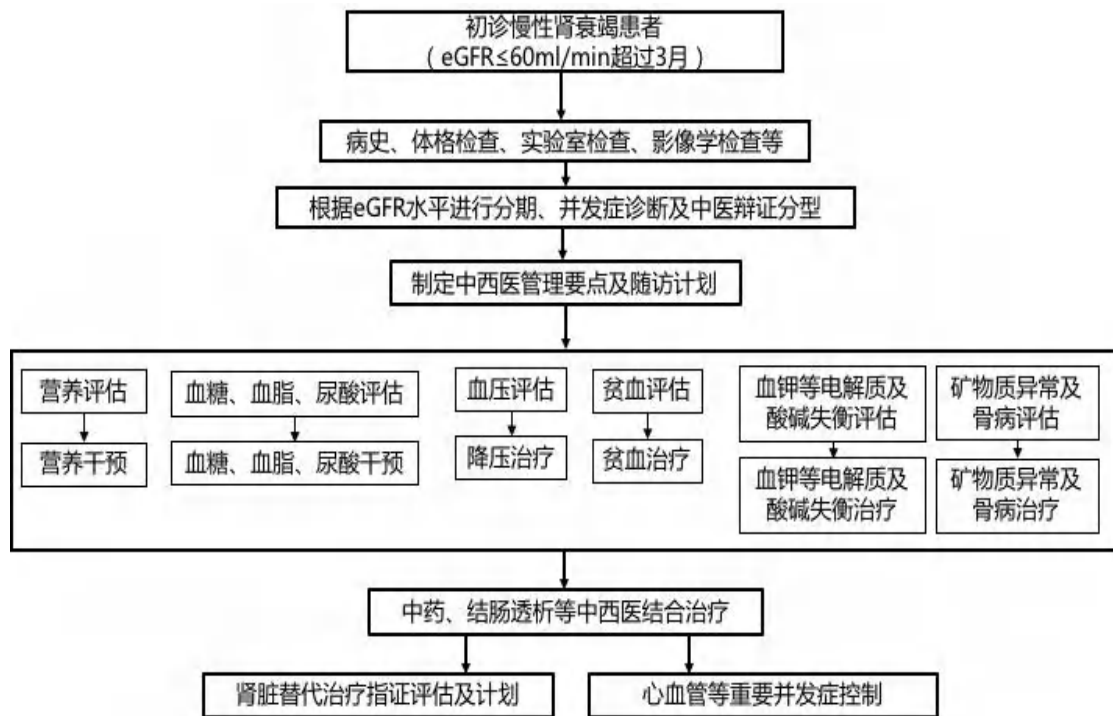 初诊慢性肾衰竭患者
（eGFR≤60ml/min超过3月）
病史、体格检查、实验室检查、影像学检查等
根据eGFR水平进行分期、并发症诊断及中医辩证分型
制定中西医管理要点及随访计划
营养评估
营养干预
血糖、血脂、尿酸评估
血糖、血脂、尿酸干预
血压评估
降压治疗
贫血评估
贫血治疗
血钾等电解质及
酸碱失衡评估
血钾等电解质及
酸碱失衡治疗
矿物质异常及
骨病评估
矿物质异常及
骨病治疗
中药、结肠透析等中西医结合治疗
肾脏替代治疗指证评估及计划
心血管等重要并发症控制